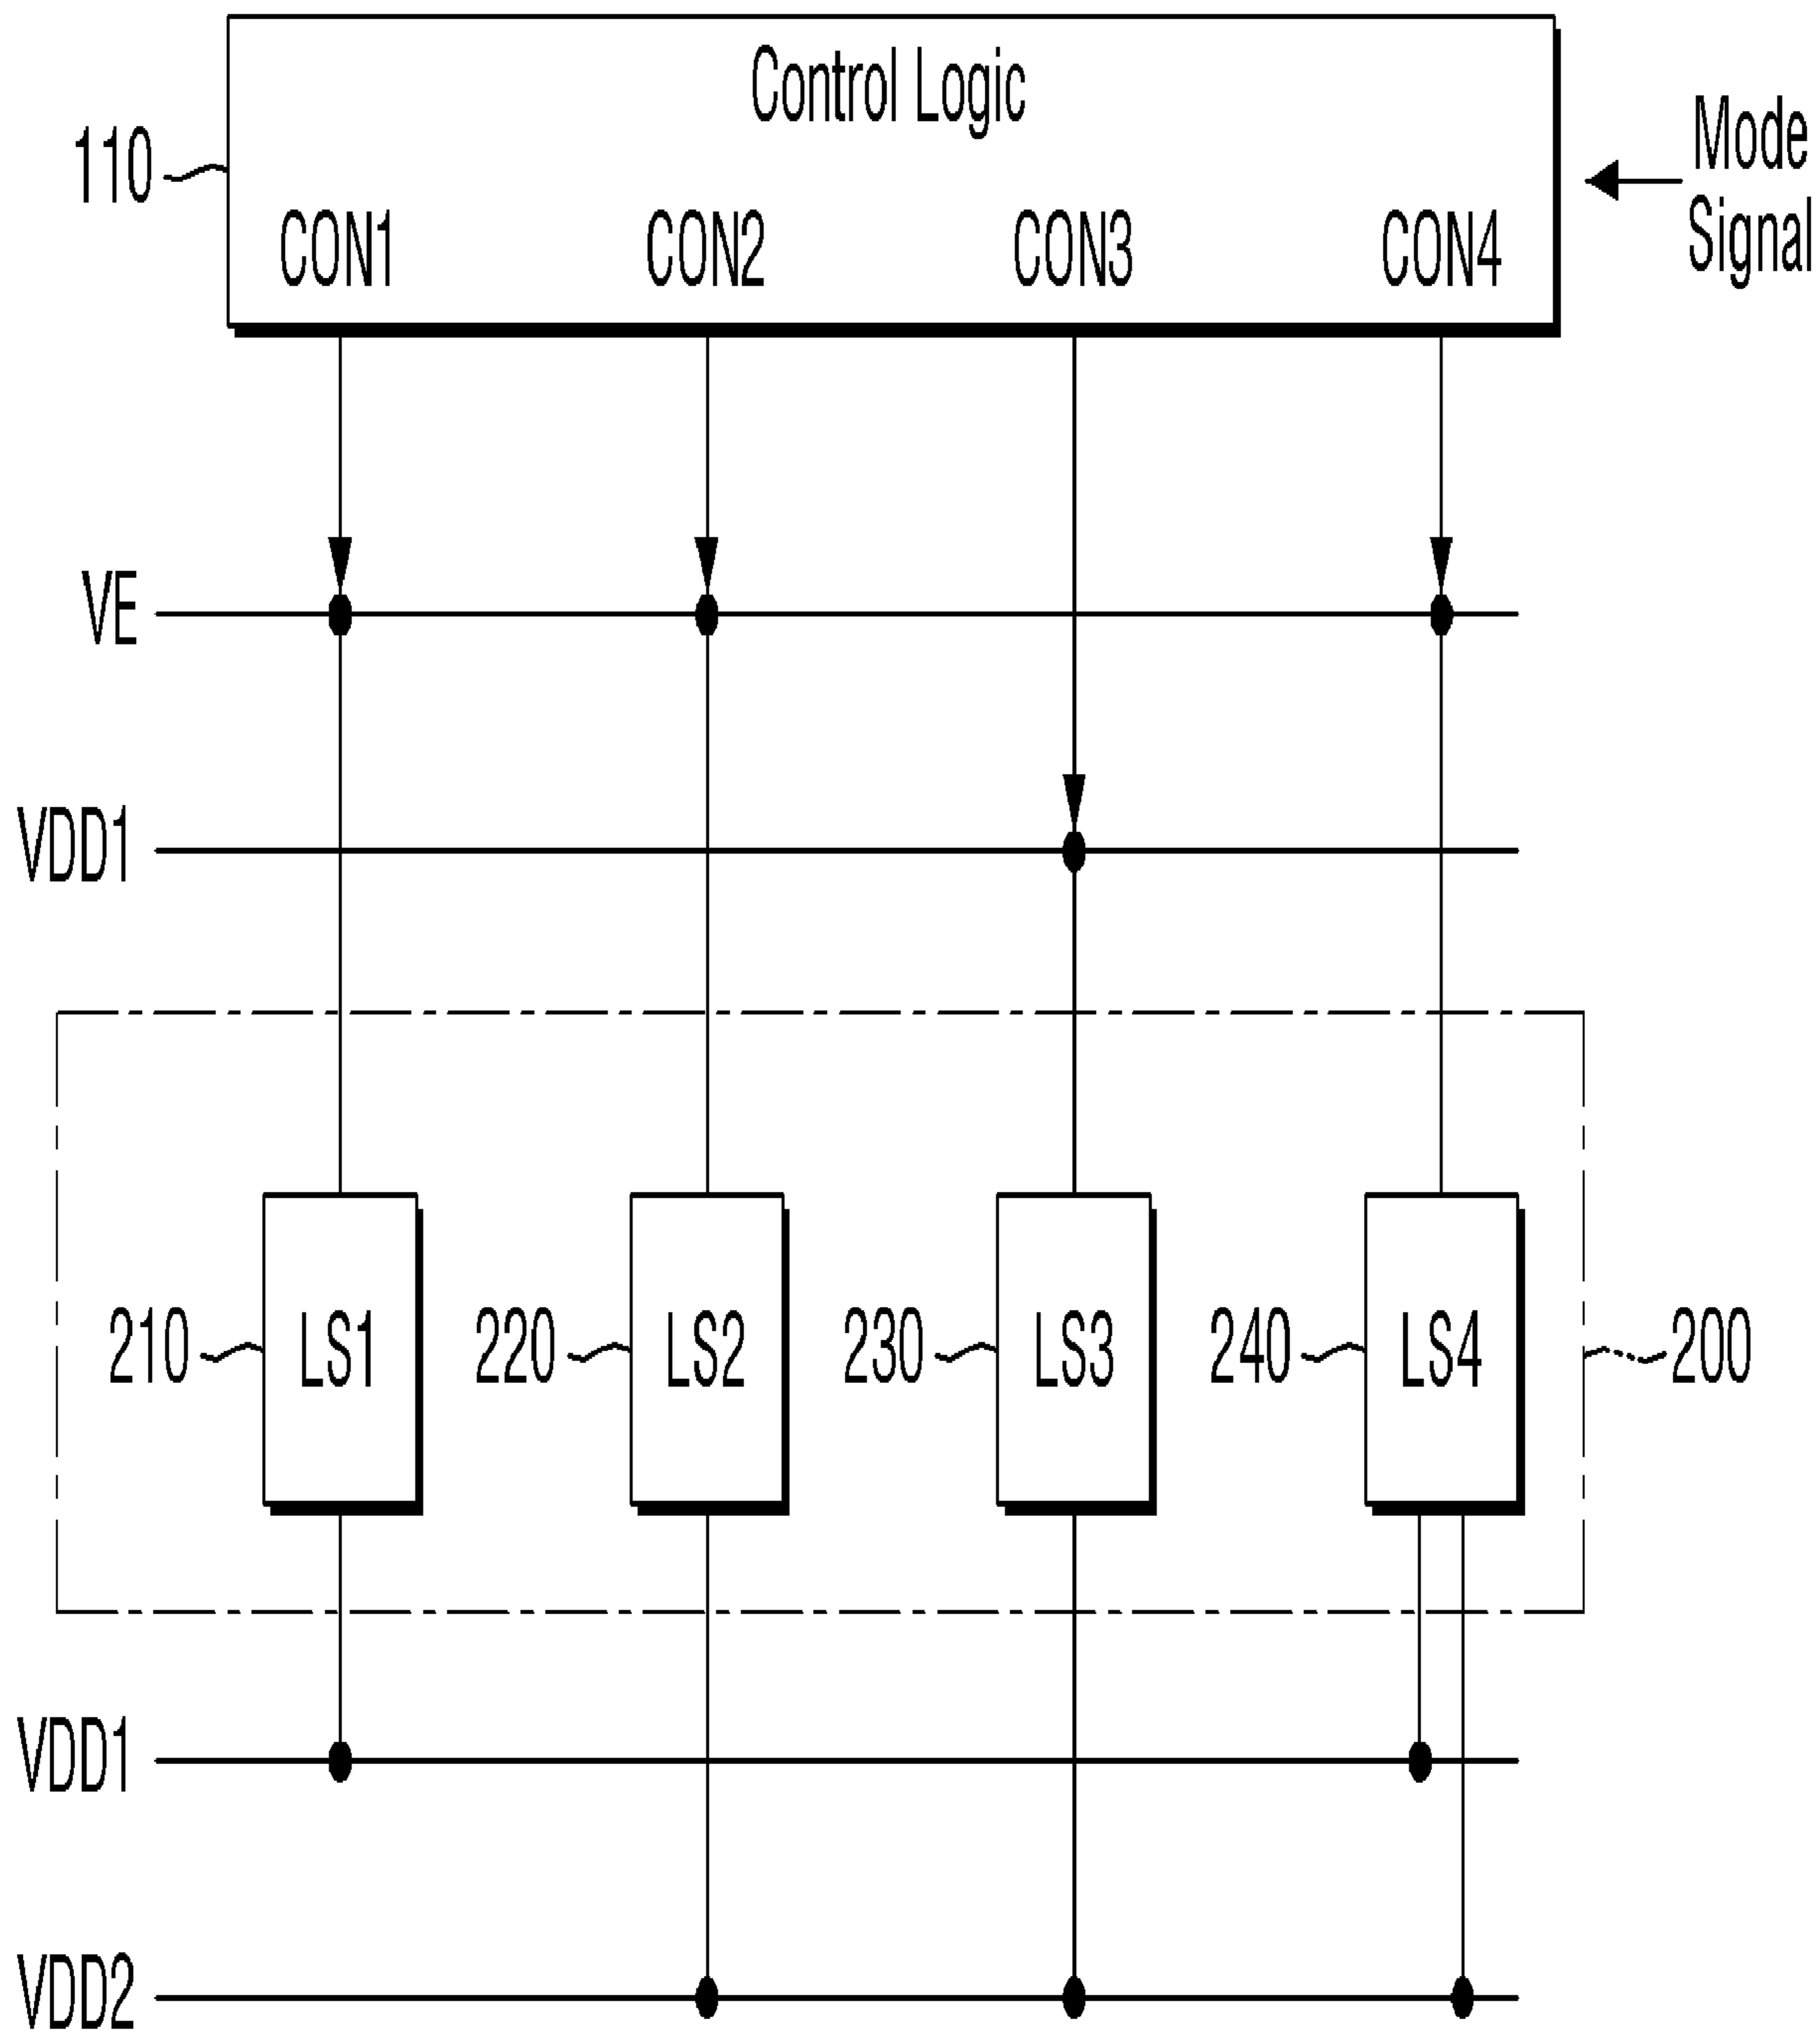 Control Logic
110
Mode
Signal
CON1 CON2 CON3 CON4
VE
VDD1
210 LS1 220 LS2 230 LS3 240 LS4 200
VDD1
VDD2